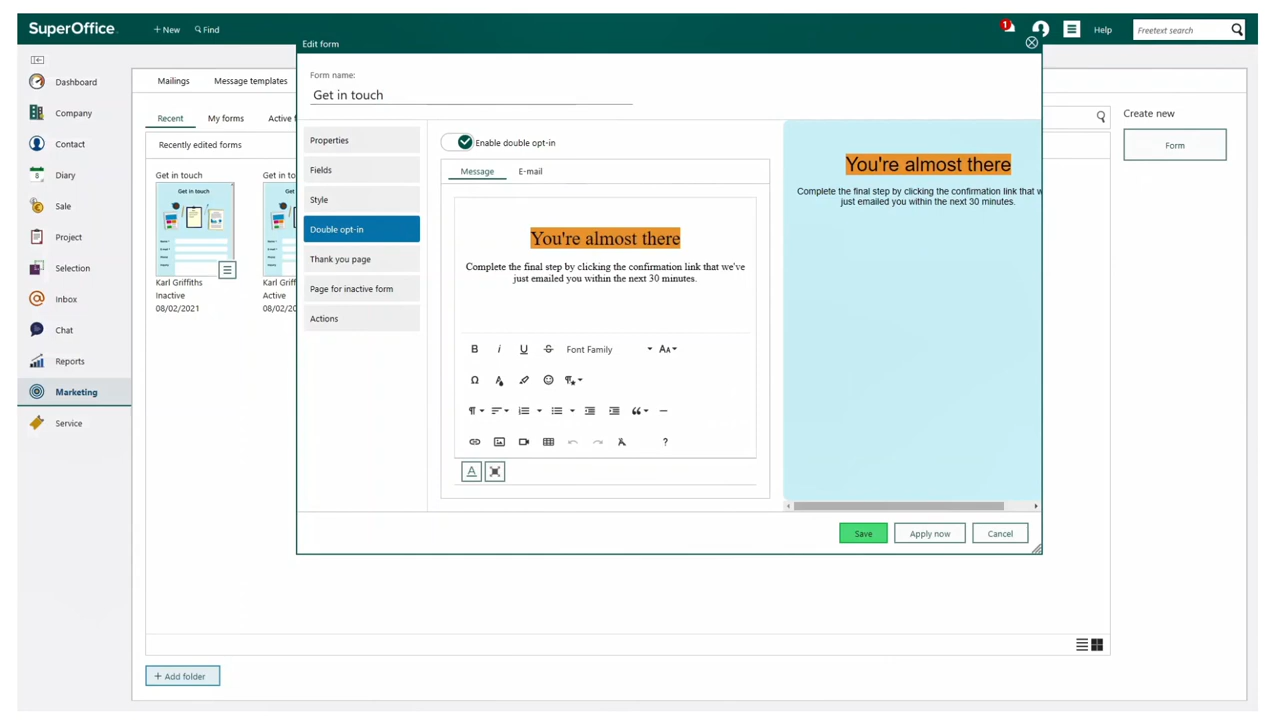 SuperOffice
+ New
Find
1
Help
Freetext search
Edit form
Dashboard
Company
Contact
8
Diary
Sale
Project
Selection
Inbox
Chat
Reports
Marketing
Service
Mailings
Message templates
Recent
My forms
Active
Recently edited forms
Get in touch
Get in to
Get in touch
Get
Karl Griffiths
Inactive
08/02/2021
Karl Griff
Active
08/02/20
+ Add folder
Form name:
Get in touch
Properties
Fields
Style
Double opt-in
Thank you page
Page for inactive form
Actions
Enable double opt-in
Message
E-mail
You're almost there
Complete the final step by clicking the confirmation link that we've
just emailed you within the next 30 minutes.
B i U S Font Family AA
Ω
?
A
You're almost there
Complete the final step by clicking the confirmation link that w
just emailed you within the next 30 minutes.
Save
Apply now
Cancel
Create new
Form